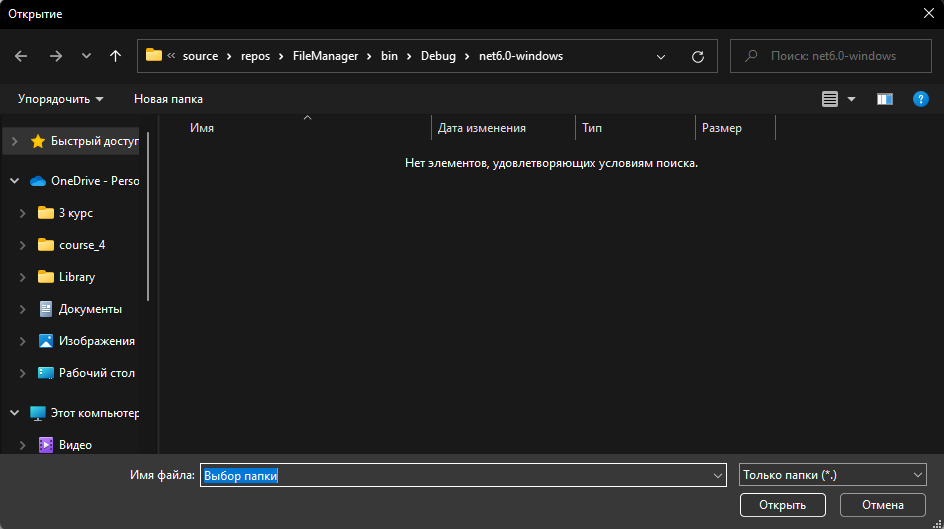 Открытие
« source › repos › FileManager › bin › Debug › net6.0-windows
Поиск: net6.0-windows
Упорядочить
Новая папка
Имя
Дата изменения
Тип
Размер
Нет элементов, удовлетворяющих условиям поиска.
Быстрый доступ
OneDrive - Perso
3 курс
course_4
Library
Документы
Изображения
Рабочий стол
Этот компьютер
Видео
Имя файла:
Выбор папки
Только папки (*.)
Открыть
Отмена